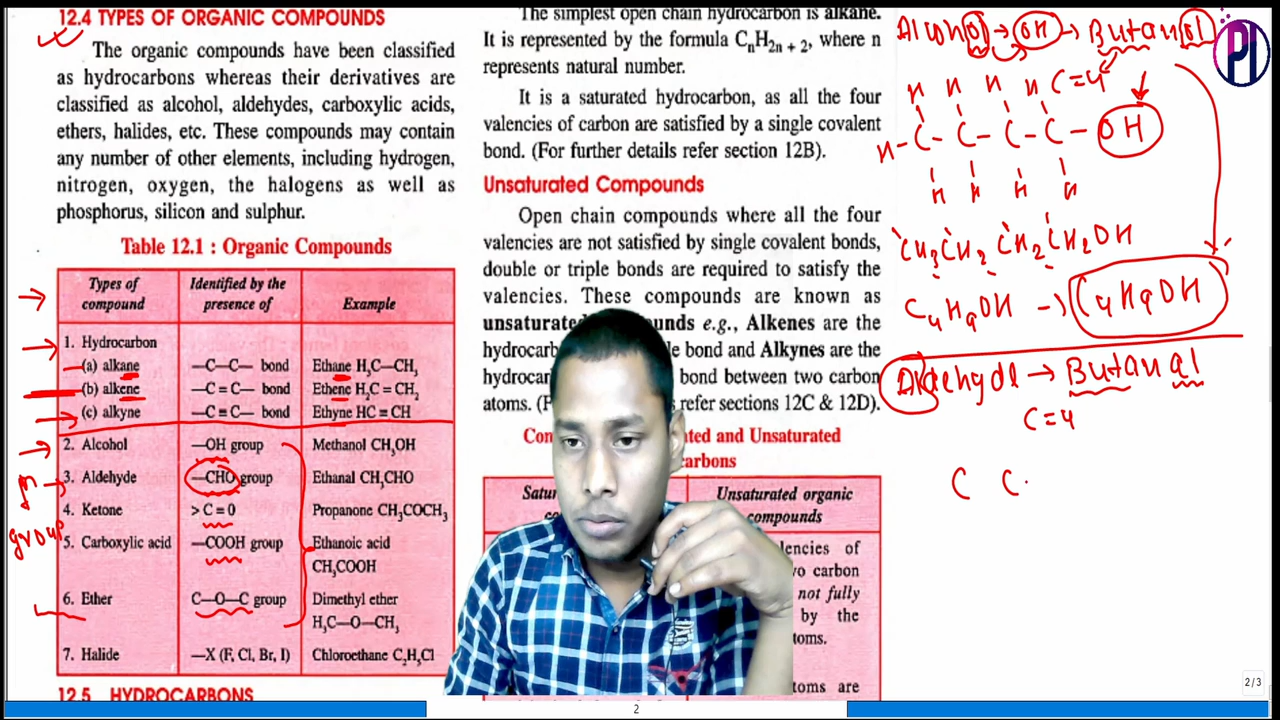 12.4 TYPES OF ORGANIC COMPOUNDS
The organic compounds have been classified
as hydrocarbons whereas their derivatives are
classified as alcohol, aldehydes, carboxylic acids,
ethers, halides, etc. These compounds may contain
any number of other elements, including hydrogen,
nitrogen, oxygen, the halogens as well as
phosphorus, silicon and sulphur.
Table 12.1 : Organic Compounds
Types of compound Identified by the presence of Example
1. Hydrocarbon
(a) alkane —C—C— bond Ethane H₃C—CH₃
(b) alkene —C = C— bond Ethene H₂C = CH₂
(c) alkyne —C ≡ C— bond Ethyne HC ≡ CH
2. Alcohol —OH group Methanol CH₃OH
3. Aldehyde —CHO group Ethanal CH₃CHO
4. Ketone > C = O Propanone CH₃COCH₃
5. Carboxylic acid —COOH group Ethanoic acid
CH₃COOH
6. Ether C—O—C group Dimethyl ether
H₃C—O—CH₃
7. Halide —X (F, Cl, Br, I) Chloroethane C₂H₅Cl
12.5 HYDROCARBONS
group
The simplest open chain hydrocarbon is alkane.
It is represented by the formula CₙH₂ₙ ₊ ₂, where n
represents natural number.
It is a saturated hydrocarbon, as all the four
valencies of carbon are satisfied by a single covalent
bond. (For further details refer section 12B).
Unsaturated Compounds
Open chain compounds where all the four
valencies are not satisfied by single covalent bonds,
double or triple bonds are required to satisfy the
valencies. These compounds are known as
e.g., Alkenes are the
bond and Alkynes are the
bond between two carbon
atoms. refer sections 12C & 12D).
and Unsaturated
Unsaturated organic
of
carbon
not fully
by the
atoms are
Alcohol → OH → Butanol
H H H H C=4
H-C-C-C-C-OH
H H H H
CH₃CH₂CH₂CH₂OH
C₄H₉OH → C₄H₉OH
Aldehyde → Butanal
C=4
C C
PI
2/3
2